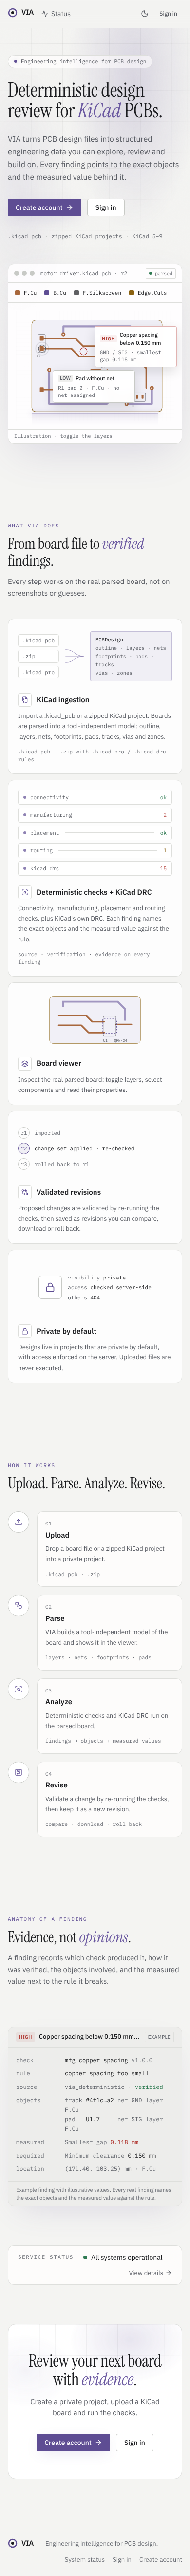 VIA Status Sign in
Engineering intelligence for PCB design
Deterministic design
review for KiCad PCBs.
VIA turns PCB design files into structured
engineering data you can explore, review and
build on. Every finding points to the exact objects
and the measured value behind it.
Create account → Sign in
.kicad_pcb · zipped KiCad projects · KiCad 5–9
motor_driver.kicad_pcb · r2 parsed
F.Cu B.Cu F.Silkscreen Edge.Cuts
HIGH Copper spacing
below 0.150 mm
GND / SIG · smallest
gap 0.118 mm
LOW Pad without net
R1 pad 2 · F.Cu · no
net assigned
Illustration · toggle the layers
WHAT VIA DOES
From board file to verified
findings.
Every step works on the real parsed board, not on
screenshots or guesses.
.kicad_pcb
.zip
.kicad_pro
PCBDesign
outline · layers · nets
footprints · pads ·
tracks
vias · zones
KiCad ingestion
Import a .kicad_pcb or a zipped KiCad project. Boards
are parsed into a tool-independent model: outline,
layers, nets, footprints, pads, tracks, vias and zones.
.kicad_pcb · .zip with .kicad_pro / .kicad_dru
rules
connectivity ok
manufacturing 2
placement ok
routing 1
kicad_drc 15
Deterministic checks + KiCad DRC
Connectivity, manufacturing, placement and routing
checks, plus KiCad's own DRC. Each finding names
the exact objects and the measured value against the
rule.
source · verification · evidence on every
finding
Board viewer
Inspect the real parsed board: toggle layers, select
components and read their properties.
r1 imported
r2 change set applied · re-checked
r3 rolled back to r1
Validated revisions
Proposed changes are validated by re-running the
checks, then saved as revisions you can compare,
download or roll back.
visibility private
access checked server-side
others 404
Private by default
Designs live in projects that are private by default,
with access enforced on the server. Uploaded files are
never executed.
HOW IT WORKS
Upload. Parse. Analyze. Revise.
01
Upload
Drop a board file or a zipped KiCad project
into a private project.
.kicad_pcb · .zip
02
Parse
VIA builds a tool-independent model of the
board and shows it in the viewer.
layers · nets · footprints · pads
03
Analyze
Deterministic checks and KiCad DRC run on
the parsed board.
findings → objects + measured values
04
Revise
Validate a change by re-running the checks,
then keep it as a new revision.
compare · download · roll back
ANATOMY OF A FINDING
Evidence, not opinions.
A finding records which check produced it, how it
was verified, the objects involved, and the measured
value next to the rule it breaks.
HIGH Copper spacing below 0.150 mm… EXAMPLE
check mfg_copper_spacing v1.0.0
rule copper_spacing_too_small
source via_deterministic · verified
objects track #4f1c…a2 net GND layer
F.Cu
pad U1.7 net SIG layer
F.Cu
measured Smallest gap 0.118 mm
required Minimum clearance 0.150 mm
location (171.40, 103.25) mm · F.Cu
Example finding with illustrative values. Every real finding names
the exact objects and the measured value against the rule.
SERVICE STATUS All systems operational
View details →
Review your next board
with evidence.
Create a private project, upload a KiCad
board and run the checks.
Create account → Sign in
VIA Engineering intelligence for PCB design.
System status Sign in Create account